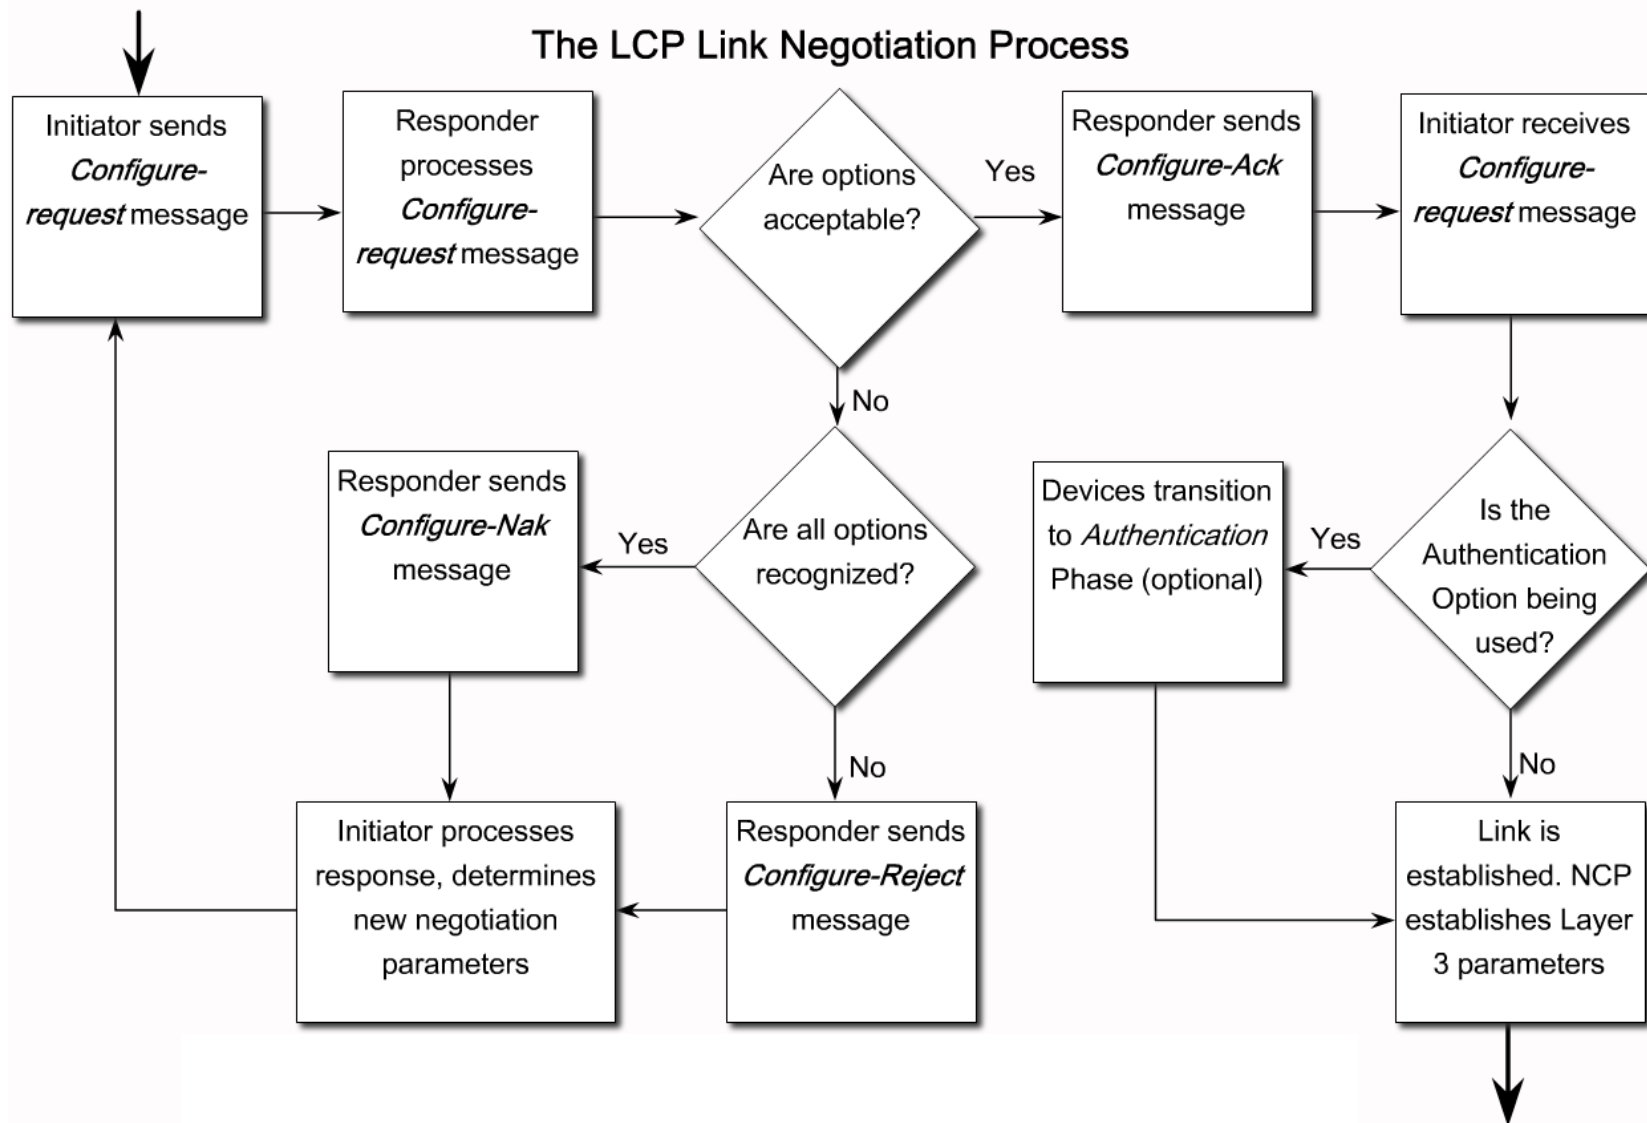 The LCP Link Negotiation Process
Initiator sends
Configure-
request message
Responder
processes
Configure-
request message
Are options
acceptable?
Yes
Responder sends
Configure-Ack
message
Initiator receives
Configure-
request message
No
Responder sends
Configure-Nak
message
Yes
Are all options
recognized?
Devices transition
to Authentication
Phase (optional)
Yes
Is the
Authentication
Option being
used?
No
No
Initiator processes
response, determines
new negotiation
parameters
Responder sends
Configure-Reject
message
Link is
established. NCP
establishes Layer
3 parameters